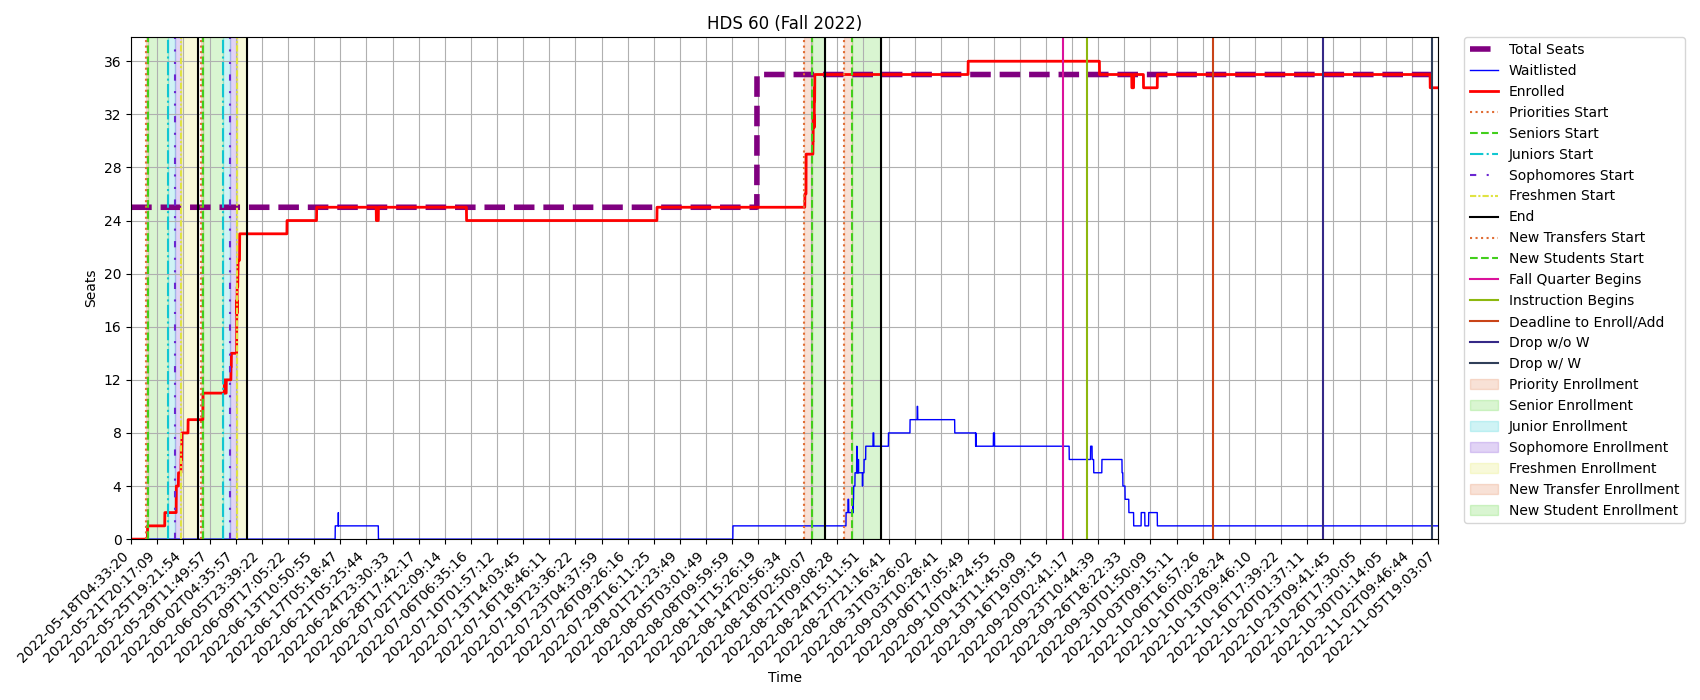 HDS 60 (Fall 2022)
36
32
28
24
20
16
12
8
4
0
Seats
Time
2022-05-18T04:33:20
2022-05-21T20:17:09
2022-05-25T19:21:54
2022-05-29T11:49:57
2022-06-02T04:35:57
2022-06-05T23:39:22
2022-06-09T17:05:22
2022-06-13T10:50:55
2022-06-17T05:18:47
2022-06-21T05:25:44
2022-06-24T23:30:33
2022-06-28T17:42:17
2022-07-02T12:09:14
2022-07-06T06:35:16
2022-07-10T01:57:12
2022-07-13T14:03:45
2022-07-16T18:46:11
2022-07-19T23:36:22
2022-07-23T04:37:59
2022-07-26T09:26:16
2022-07-29T16:11:25
2022-08-01T21:23:49
2022-08-05T03:01:49
2022-08-08T09:59:59
2022-08-11T15:26:19
2022-08-14T20:56:34
2022-08-18T02:50:07
2022-08-21T09:08:28
2022-08-24T15:11:51
2022-08-27T21:16:41
2022-08-31T03:26:02
2022-09-03T10:28:41
2022-09-06T17:05:49
2022-09-10T04:24:55
2022-09-13T11:45:09
2022-09-16T19:09:15
2022-09-20T02:41:17
2022-09-23T10:44:39
2022-09-26T18:22:33
2022-09-30T01:50:09
2022-10-03T09:15:11
2022-10-06T16:57:26
2022-10-10T00:28:24
2022-10-13T09:46:10
2022-10-16T17:39:22
2022-10-20T01:37:11
2022-10-23T09:41:45
2022-10-26T17:30:05
2022-10-30T01:14:05
2022-11-02T09:46:44
2022-11-05T19:03:07
Total Seats
Waitlisted
Enrolled
Priorities Start
Seniors Start
Juniors Start
Sophomores Start
Freshmen Start
End
New Transfers Start
New Students Start
Fall Quarter Begins
Instruction Begins
Deadline to Enroll/Add
Drop w/o W
Drop w/ W
Priority Enrollment
Senior Enrollment
Junior Enrollment
Sophomore Enrollment
Freshmen Enrollment
New Transfer Enrollment
New Student Enrollment